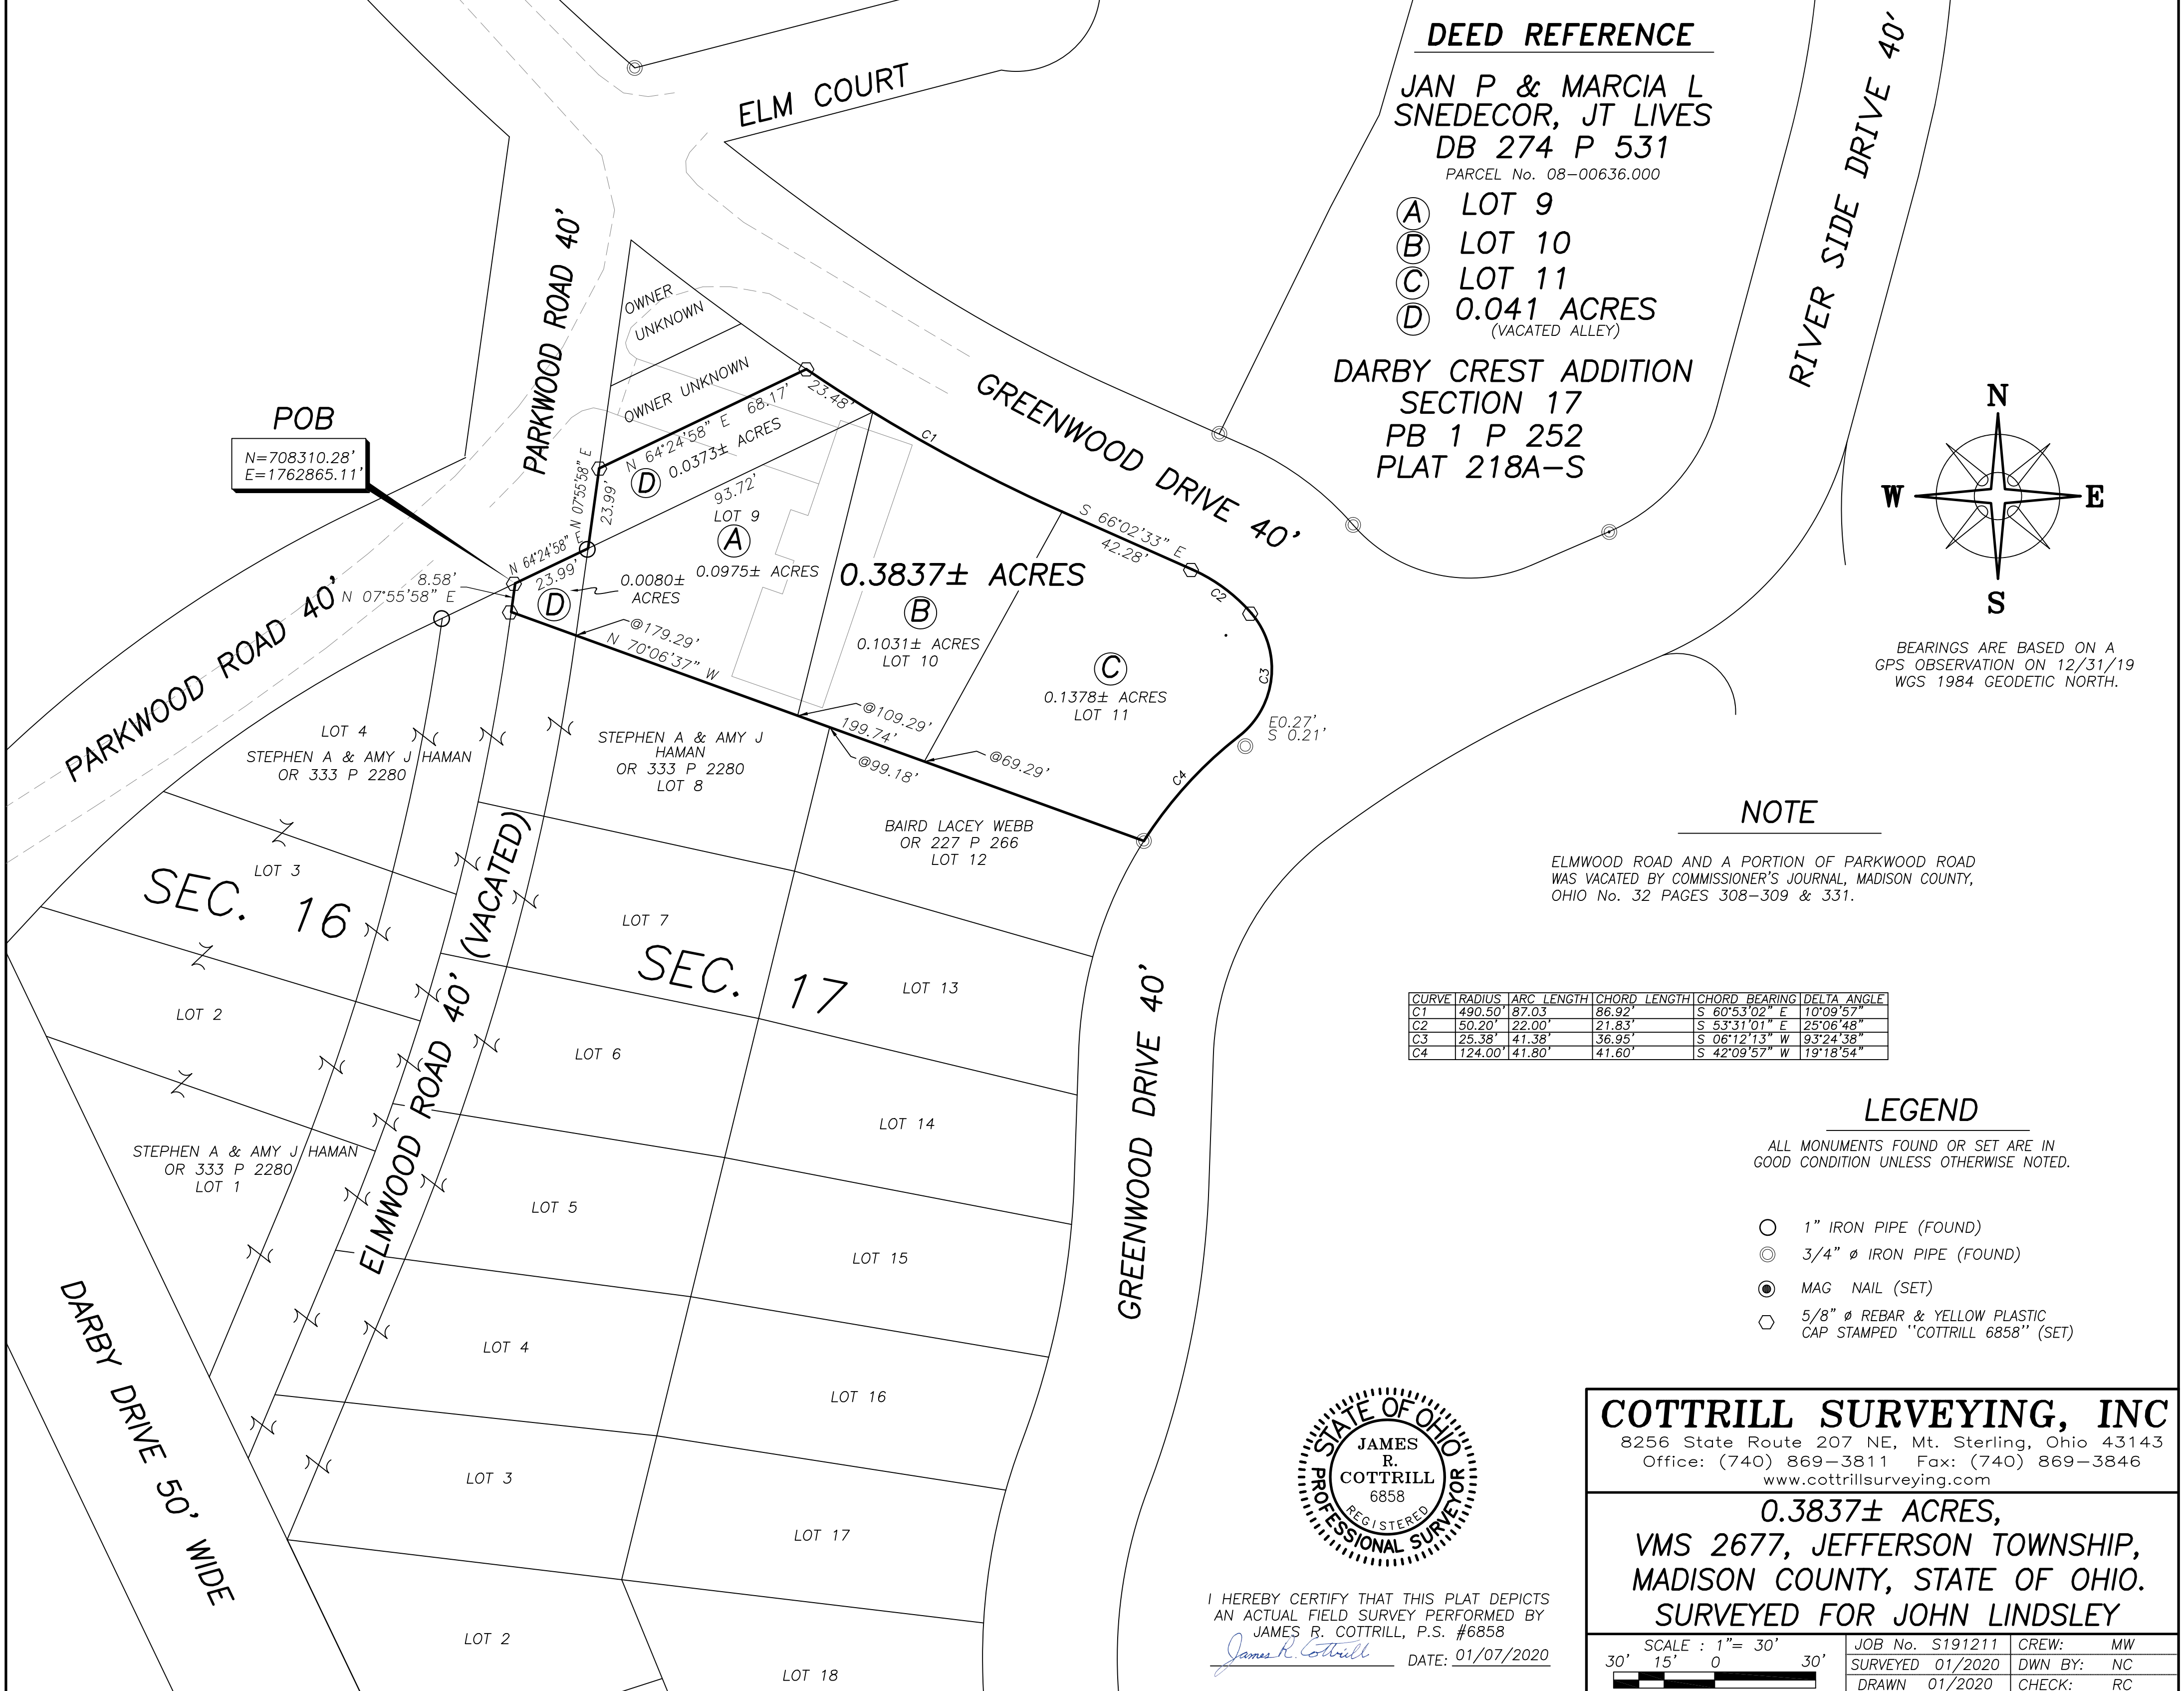 DEED REFERENCE
JAN P & MARCIA L
SNEDECOR, JT LIVES
DB 274 P 531
PARCEL No. 08-00636.000
A LOT 9
B LOT 10
C LOT 11
D 0.041 ACRES
(VACATED ALLEY)
DARBY CREST ADDITION
SECTION 17
PB 1 P 252
PLAT 218A-S
ELM COURT
RIVER SIDE DRIVE 40'
PARKWOOD ROAD 40'
GREENWOOD DRIVE 40'
OWNER
UNKNOWN
OWNER UNKNOWN
N 64°24'58" E 68.17'
23.48'
C1
D 0.0373± ACRES
93.72'
N 07°55'58" E
23.99'
POB
N=708310.28'
E=1762865.11'
N 64°24'58" E
23.99'
8.58'
N 07°55'58" E
PARKWOOD ROAD 40'
D
0.0080±
ACRES
LOT 9
A
0.0975± ACRES
0.3837± ACRES
B
0.1031± ACRES
LOT 10
S 66°02'33" E
42.28'
C2
C3
C
0.1378± ACRES
LOT 11
C4
E0.27'
S 0.21'
@179.29'
N 70°06'37" W
@109.29'
199.74'
@99.18'
@69.29'
N
W
E
S
BEARINGS ARE BASED ON A
GPS OBSERVATION ON 12/31/19
WGS 1984 GEODETIC NORTH.
LOT 4
STEPHEN A & AMY J HAMAN
OR 333 P 2280
STEPHEN A & AMY J
HAMAN
OR 333 P 2280
LOT 8
BAIRD LACEY WEBB
OR 227 P 266
LOT 12
NOTE
ELMWOOD ROAD AND A PORTION OF PARKWOOD ROAD
WAS VACATED BY COMMISSIONER'S JOURNAL, MADISON COUNTY,
OHIO No. 32 PAGES 308-309 & 331.
LOT 3
SEC. 16
LOT 2
STEPHEN A & AMY J HAMAN
OR 333 P 2280
LOT 1
ELMWOOD ROAD 40' (VACATED)
LOT 7
SEC. 17
LOT 13
LOT 6
LOT 14
LOT 5
LOT 15
LOT 4
LOT 16
LOT 3
LOT 17
LOT 2
LOT 18
GREENWOOD DRIVE 40'
DARBY DRIVE 50' WIDE
CURVE RADIUS ARC LENGTH CHORD LENGTH CHORD BEARING DELTA ANGLE
C1 490.50' 87.03 86.92' S 60°53'02" E 10°09'57"
C2 50.20' 22.00' 21.83' S 53°31'01" E 25°06'48"
C3 25.38' 41.38' 36.95' S 06°12'13" W 93°24'38"
C4 124.00' 41.80' 41.60' S 42°09'57" W 19°18'54"
LEGEND
ALL MONUMENTS FOUND OR SET ARE IN
GOOD CONDITION UNLESS OTHERWISE NOTED.
1" IRON PIPE (FOUND)
3/4" ø IRON PIPE (FOUND)
MAG NAIL (SET)
5/8" ø REBAR & YELLOW PLASTIC
CAP STAMPED "COTTRILL 6858" (SET)
STATE OF OHIO
JAMES
R.
COTTRILL
6858
REGISTERED
PROFESSIONAL SURVEYOR
I HEREBY CERTIFY THAT THIS PLAT DEPICTS
AN ACTUAL FIELD SURVEY PERFORMED BY
JAMES R. COTTRILL, P.S. #6858
James R. Cottrill DATE: 01/07/2020
COTTRILL SURVEYING, INC
8256 State Route 207 NE, Mt. Sterling, Ohio 43143
Office: (740) 869-3811 Fax: (740) 869-3846
www.cottrillsurveying.com
0.3837± ACRES,
VMS 2677, JEFFERSON TOWNSHIP,
MADISON COUNTY, STATE OF OHIO.
SURVEYED FOR JOHN LINDSLEY
SCALE : 1"= 30'
30' 15' 0 30'
JOB No. S191211 CREW: MW
SURVEYED 01/2020 DWN BY: NC
DRAWN 01/2020 CHECK: RC